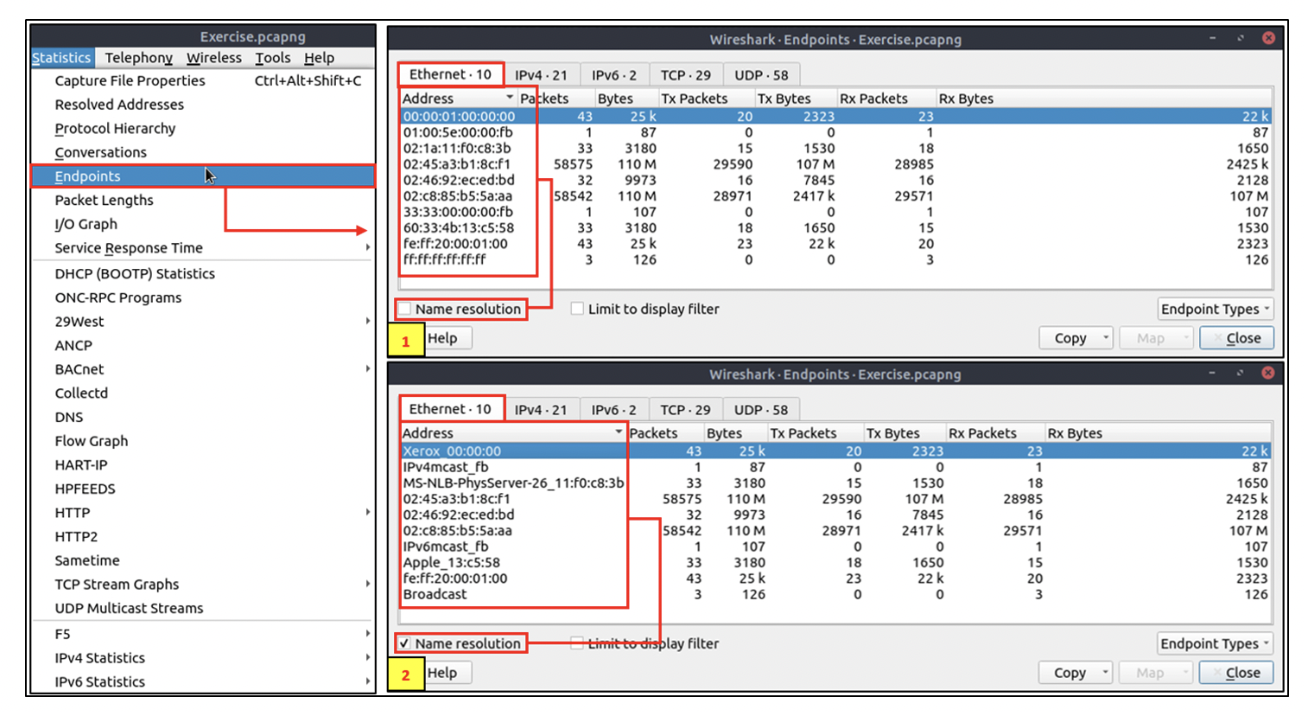 Exercise.pcapng
Statistics Telephony Wireless Tools Help
Capture File Properties Ctrl+Alt+Shift+C
Resolved Addresses
Protocol Hierarchy
Conversations
Endpoints
Packet Lengths
I/O Graph
Service Response Time
DHCP (BOOTP) Statistics
ONC-RPC Programs
29West
ANCP
BACnet
Collectd
DNS
Flow Graph
HART-IP
HPFEEDS
HTTP
HTTP2
Sametime
TCP Stream Graphs
UDP Multicast Streams
F5
IPv4 Statistics
IPv6 Statistics
Wireshark · Endpoints · Exercise.pcapng
Ethernet · 10 IPv4 · 21 IPv6 · 2 TCP · 29 UDP · 58
Address Packets Bytes Tx Packets Tx Bytes Rx Packets Rx Bytes
00:00:01:00:00:00 43 25 k 20 2323 23 22 k
01:00:5e:00:00:fb 1 87 0 0 1 87
02:1a:11:f0:c8:3b 33 3180 15 1530 18 1650
02:45:a3:b1:8c:f1 58575 110 M 29590 107 M 28985 2425 k
02:46:92:ec:ed:bd 32 9973 16 7845 16 2128
02:c8:85:b5:5a:aa 58542 110 M 28971 2417 k 29571 107 M
33:33:00:00:00:fb 1 107 0 0 1 107
60:33:4b:13:c5:58 33 3180 18 1650 15 1530
fe:ff:20:00:01:00 43 25 k 23 22 k 20 2323
ff:ff:ff:ff:ff:ff 3 126 0 0 3 126
Name resolution Limit to display filter Endpoint Types
1 Help Copy Map Close
Wireshark · Endpoints · Exercise.pcapng
Ethernet · 10 IPv4 · 21 IPv6 · 2 TCP · 29 UDP · 58
Address Packets Bytes Tx Packets Tx Bytes Rx Packets Rx Bytes
Xerox_00:00:00 43 25 k 20 2323 23 22 k
IPv4mcast_fb 1 87 0 0 1 87
MS-NLB-PhysServer-26_11:f0:c8:3b 33 3180 15 1530 18 1650
02:45:a3:b1:8c:f1 58575 110 M 29590 107 M 28985 2425 k
02:46:92:ec:ed:bd 32 9973 16 7845 16 2128
02:c8:85:b5:5a:aa 58542 110 M 28971 2417 k 29571 107 M
IPv6mcast_fb 1 107 0 0 1 107
Apple_13:c5:58 33 3180 18 1650 15 1530
fe:ff:20:00:01:00 43 25 k 23 22 k 20 2323
Broadcast 3 126 0 0 3 126
Name resolution Limit to display filter Endpoint Types
2 Help Copy Map Close